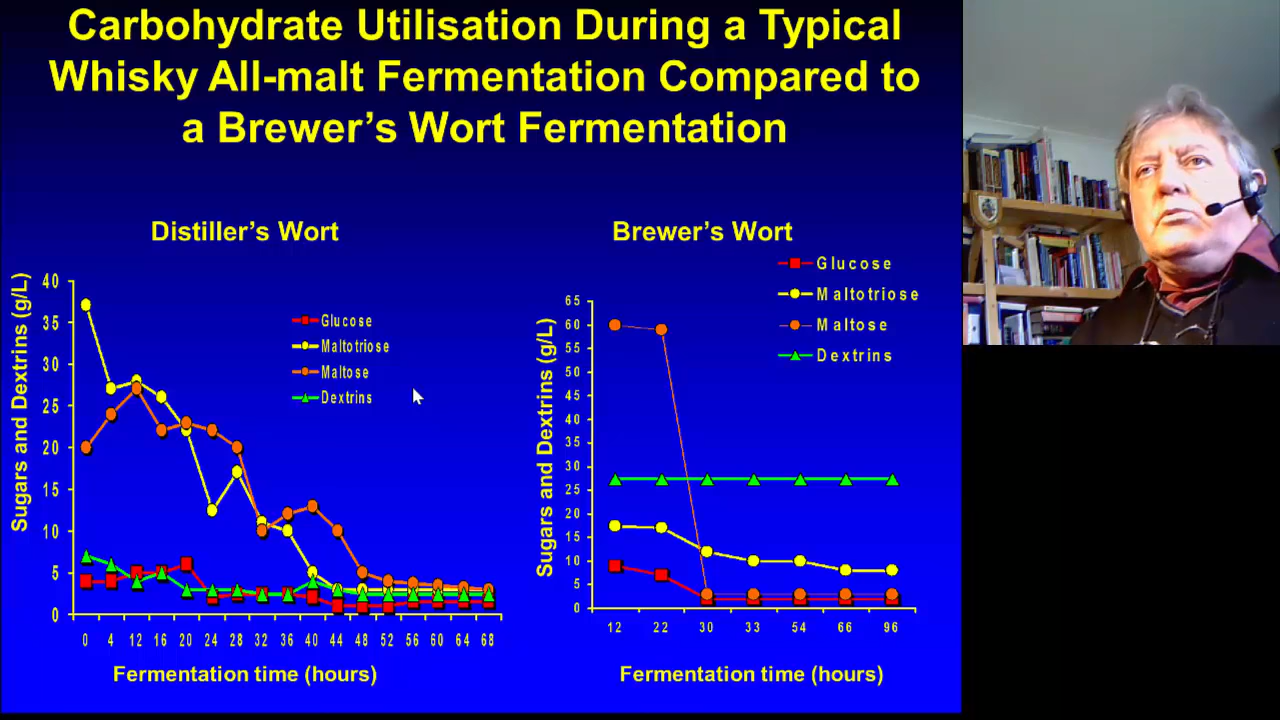 Carbohydrate Utilisation During a Typical
Whisky All-malt Fermentation Compared to
a Brewer's Wort Fermentation
Distiller's Wort
Sugars and Dextrins (g/L)
40
35
30
25
20
15
10
5
0
Glucose
Maltotriose
Maltose
Dextrins
0 4 12 16 20 24 28 32 36 40 44 48 52 56 60 64 68
Fermentation time (hours)
Brewer's Wort
Glucose
Maltotriose
Maltose
Dextrins
Sugars and Dextrins (g/L)
65
60
55
50
45
40
35
30
25
20
15
10
5
0
12 22 30 33 54 66 96
Fermentation time (hours)